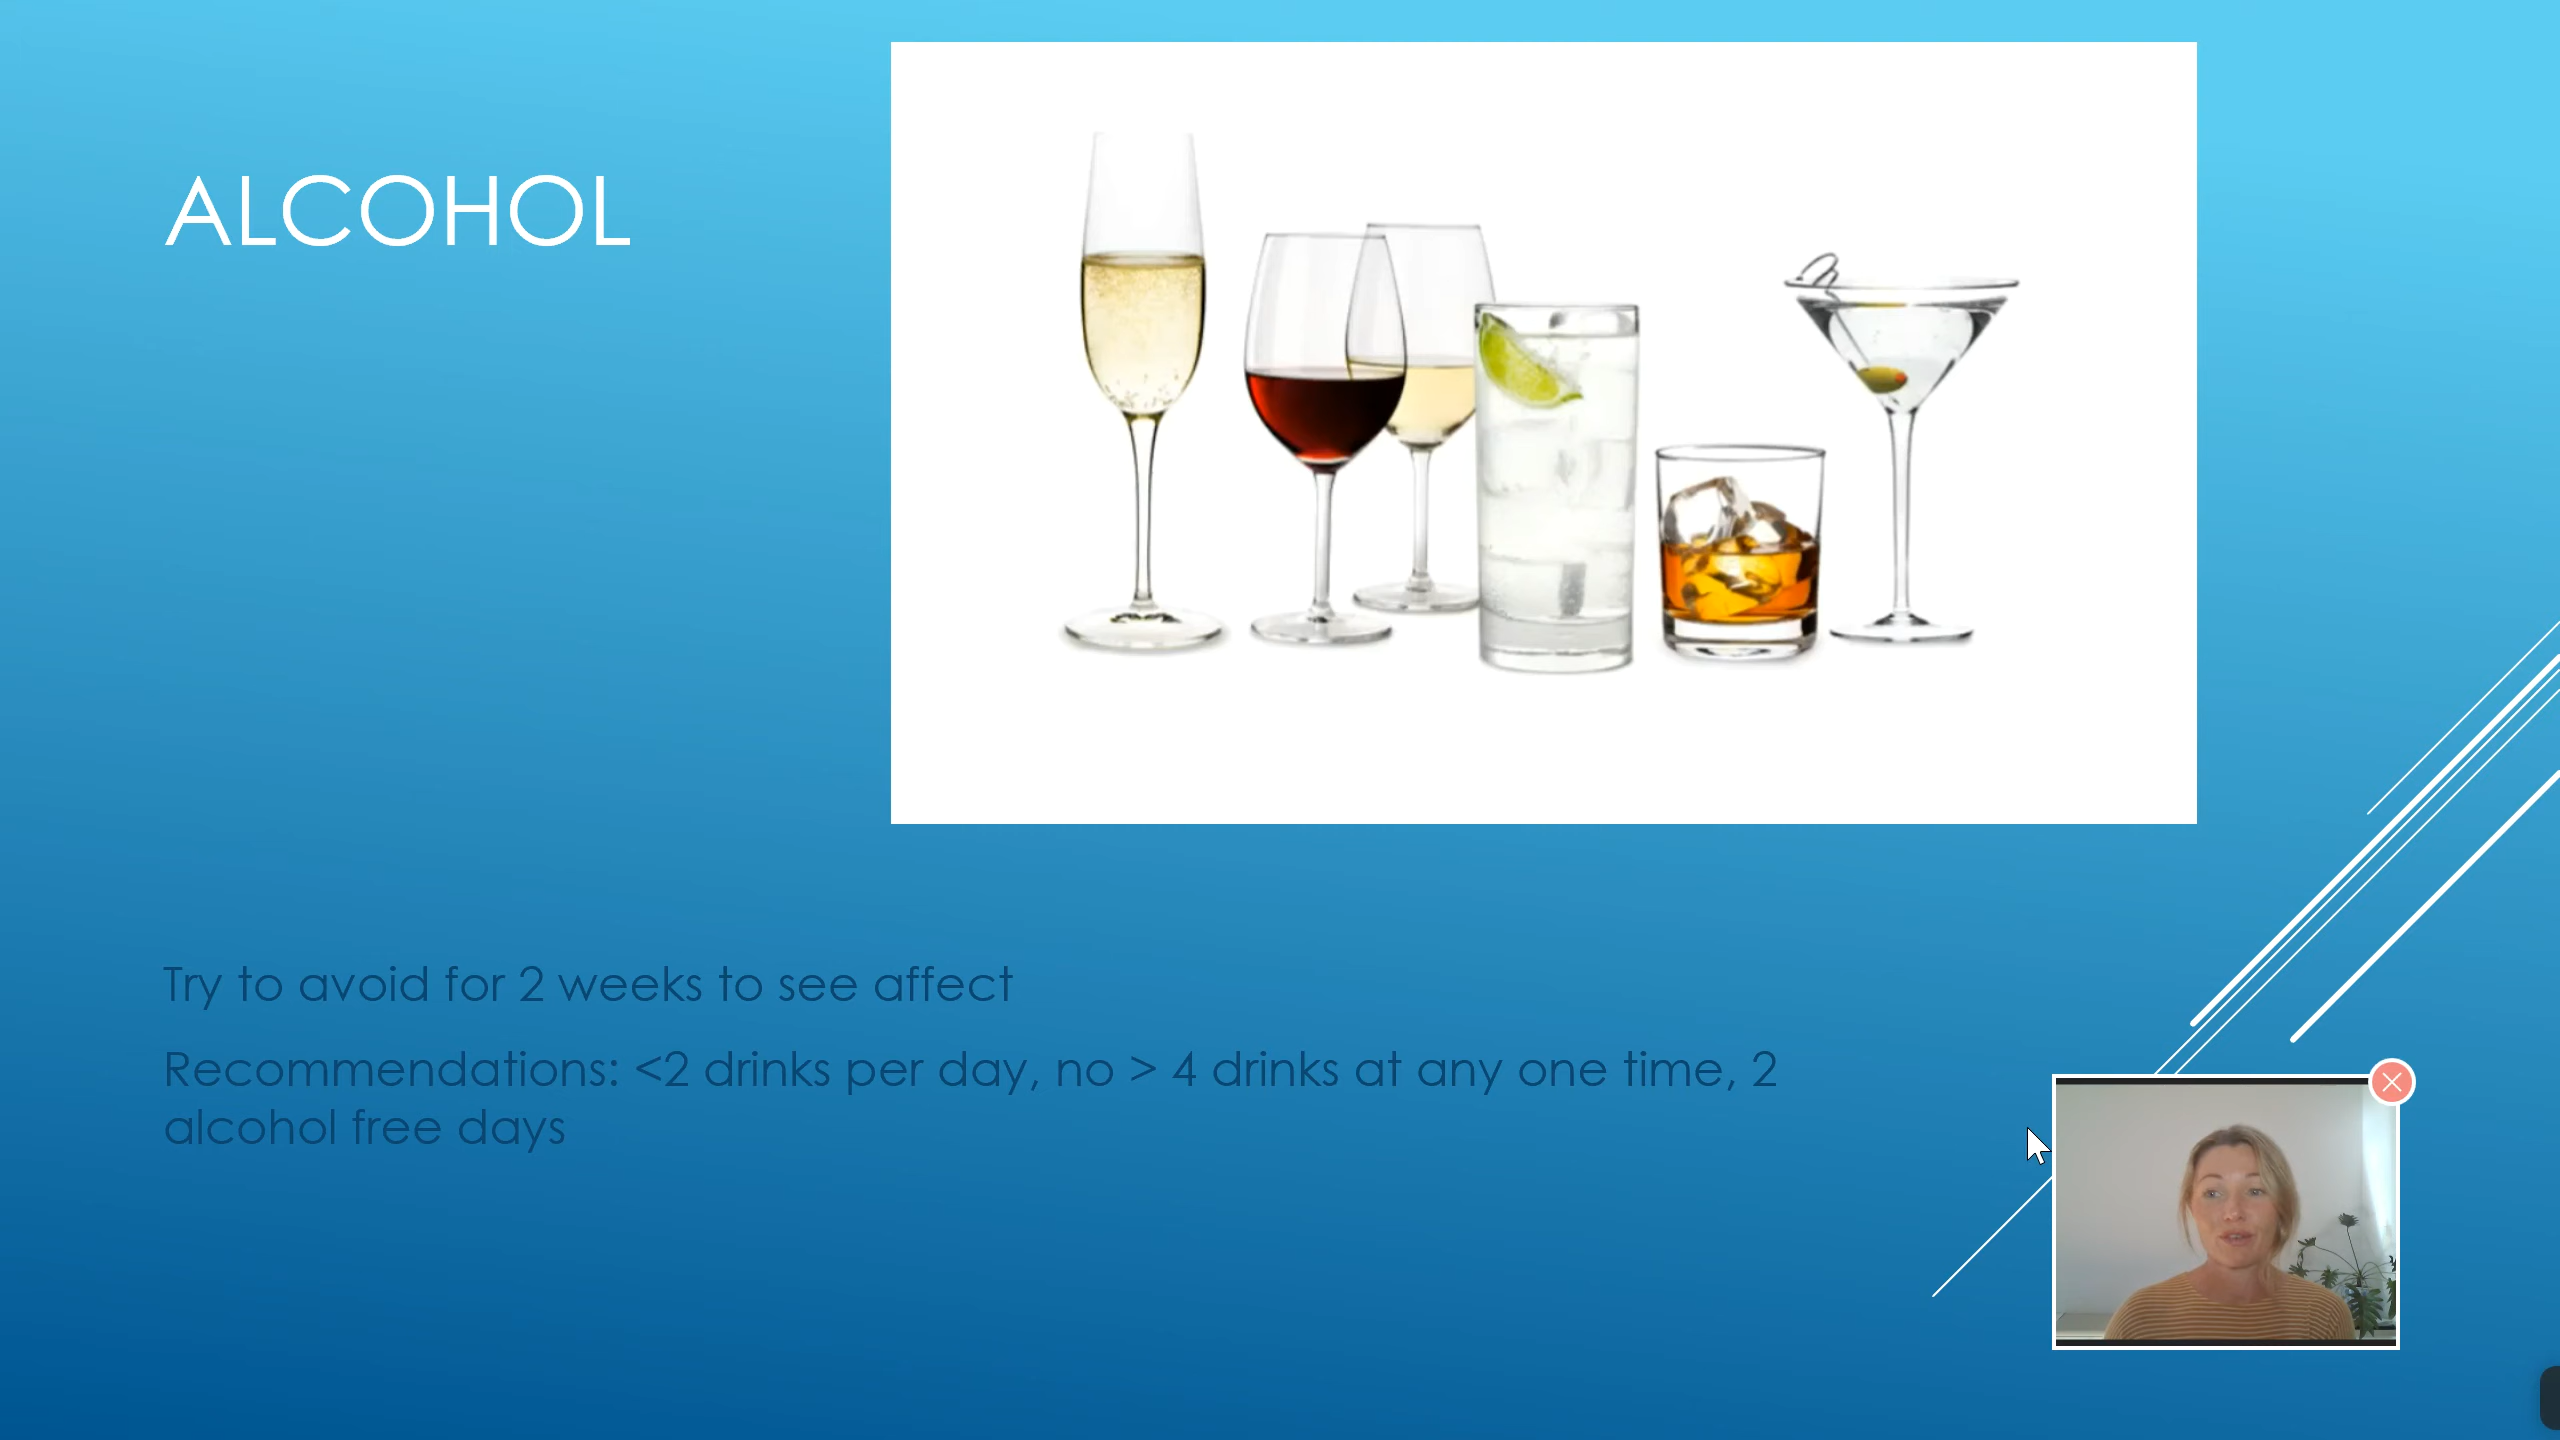 ALCOHOL
Try to avoid for 2 weeks to see affect
Recommendations: <2 drinks per day, no > 4 drinks at any one time, 2
alcohol free days